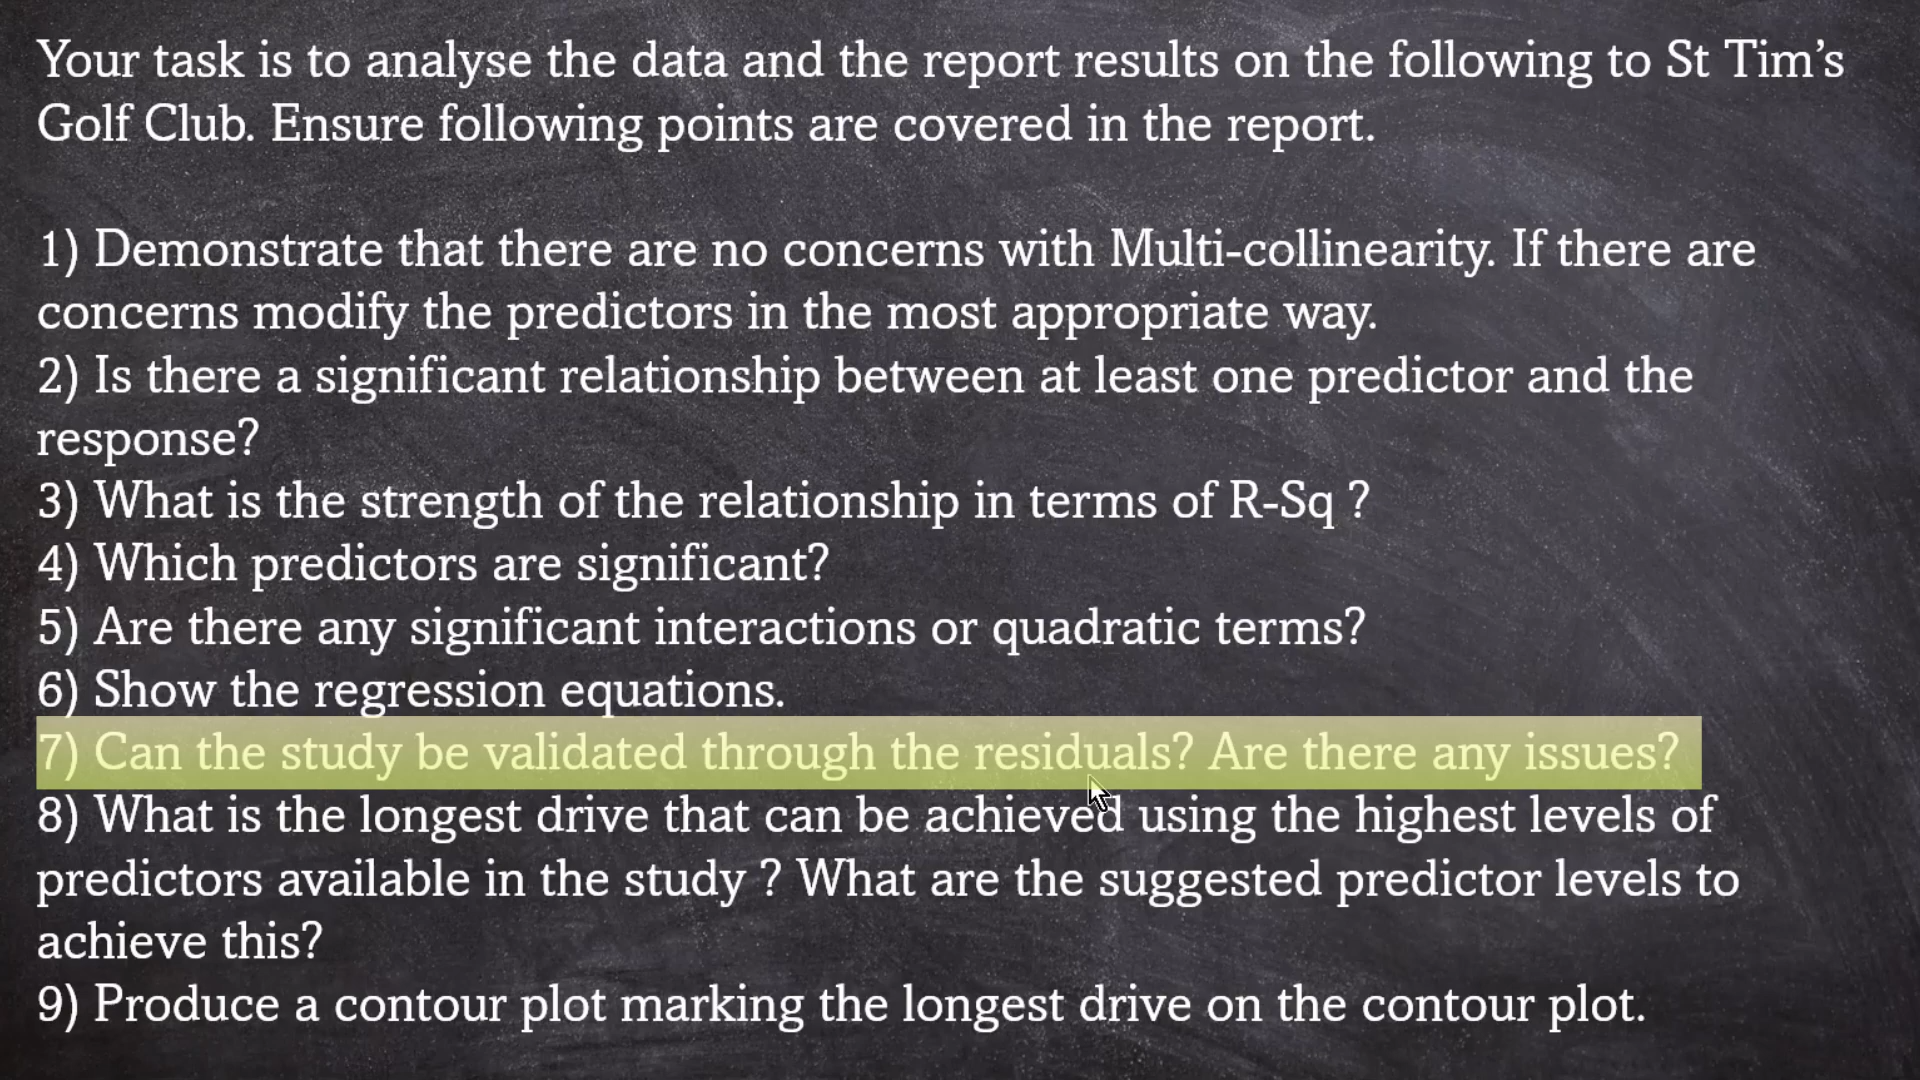 Your task is to analyse the data and the report results on the following to St Tim’s
Golf Club. Ensure following points are covered in the report.
1) Demonstrate that there are no concerns with Multi-collinearity. If there are
concerns modify the predictors in the most appropriate way.
2) Is there a significant relationship between at least one predictor and the
response?
3) What is the strength of the relationship in terms of R-Sq ?
4) Which predictors are significant?
5) Are there any significant interactions or quadratic terms?
6) Show the regression equations.
7) Can the study be validated through the residuals? Are there any issues?
8) What is the longest drive that can be achieved using the highest levels of
predictors available in the study ? What are the suggested predictor levels to
achieve this?
9) Produce a contour plot marking the longest drive on the contour plot.